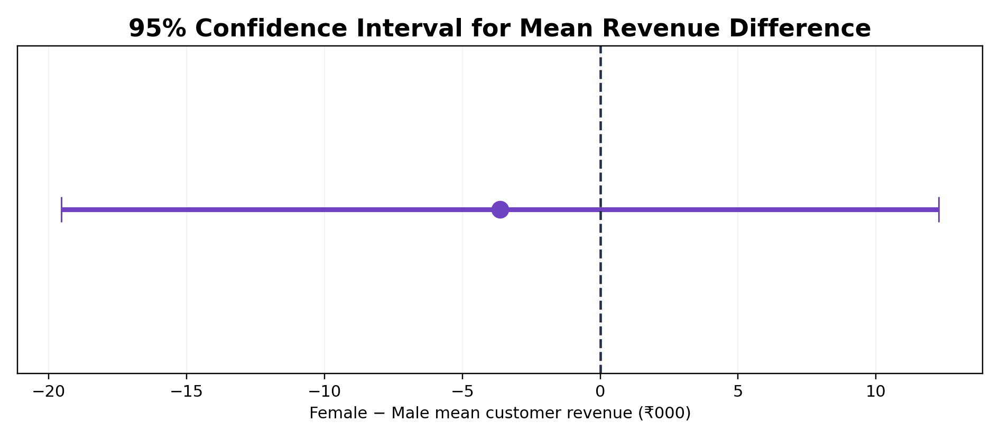 95% Confidence Interval for Mean Revenue Difference
−20 −15 −10 −5 0 5 10
Female − Male mean customer revenue (₹000)